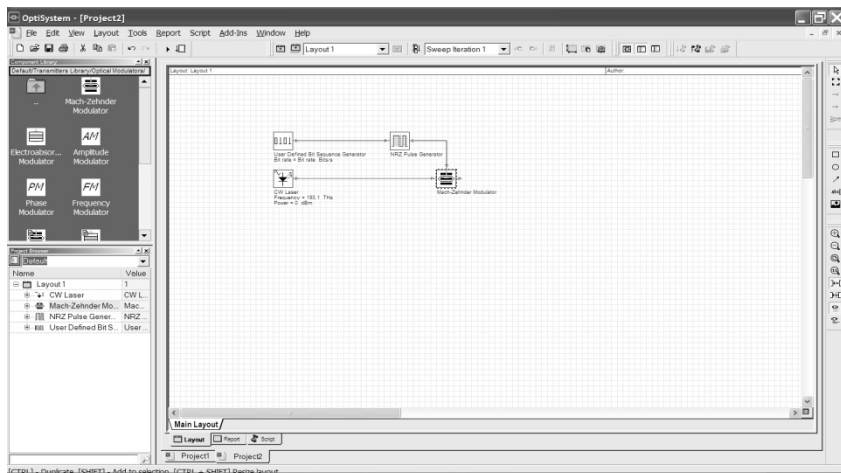 OptiSystem - [Project2]
File Edit View Layout Tools Report Script Add-Ins Window Help
Layout 1
Sweep Iteration 1
Component Library
Default/Transmitters Library/Optical Modulators/
..
Mach-Zehnder
Modulator
Electroabsor...
Modulator
AM
Amplitude
Modulator
PM
Phase
Modulator
FM
Frequency
Modulator
Project Browser
Default
Name Value
Layout 1 1
CW Laser CW L...
Mach-Zehnder Mo... Mac...
NRZ Pulse Gener... NRZ ...
User Defined Bit S... User ...
Layout: Layout 1
Author:
0101
User Defined Bit Sequence Generator
Bit rate = Bit rate Bits/s
NRZ Pulse Generator
CW Laser
Frequency = 193.1 THz
Power = 0 dBm
Mach-Zehnder Modulator
Main Layout
Layout Report Script
Project1 Project2
[CTRL] - Duplicate, [SHIFT] - Add to selection, [CTRL + SHIFT] Resize layout